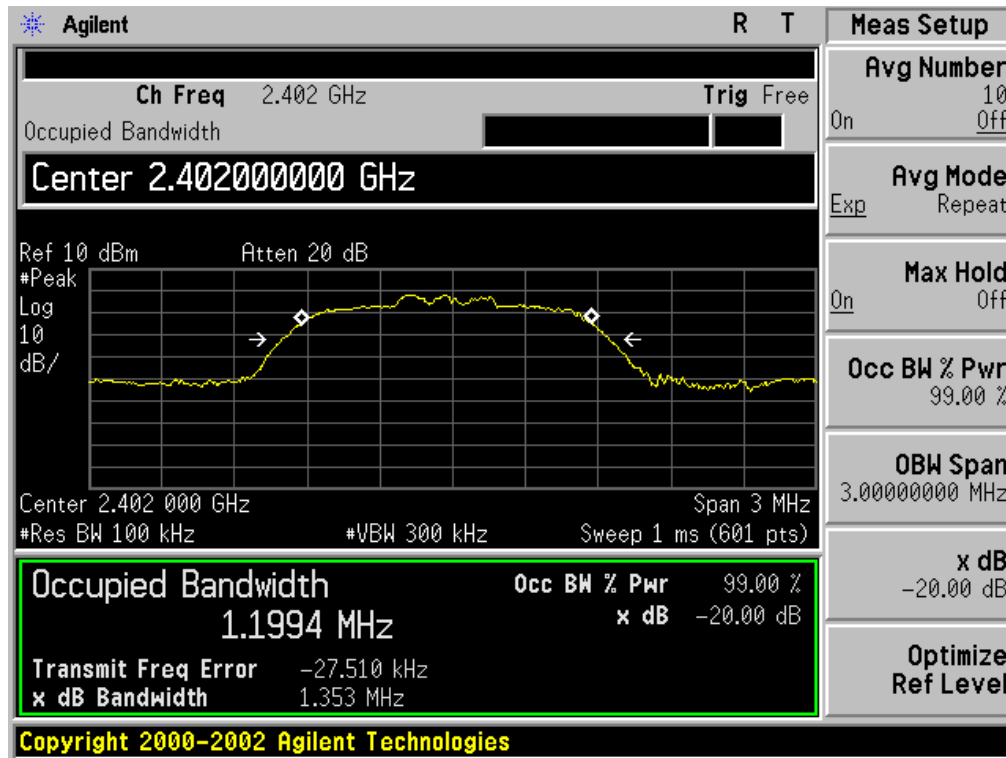 Agilent R T
Ch Freq 2.402 GHz Trig Free
Occupied Bandwidth
Center 2.402000000 GHz
Ref 10 dBm Atten 20 dB
#Peak
Log
10
dB/
Center 2.402 000 GHz Span 3 MHz
#Res BW 100 kHz #VBW 300 kHz Sweep 1 ms (601 pts)
Occupied Bandwidth Occ BW % Pwr 99.00 %
1.1994 MHz x dB -20.00 dB
Transmit Freq Error -27.510 kHz
x dB Bandwidth 1.353 MHz
Copyright 2000-2002 Agilent Technologies
Meas Setup
Avg Number
10
On Off
Avg Mode
Exp Repeat
Max Hold
On Off
Occ BW % Pwr
99.00 %
OBW Span
3.00000000 MHz
x dB
-20.00 dB
Optimize
Ref Level